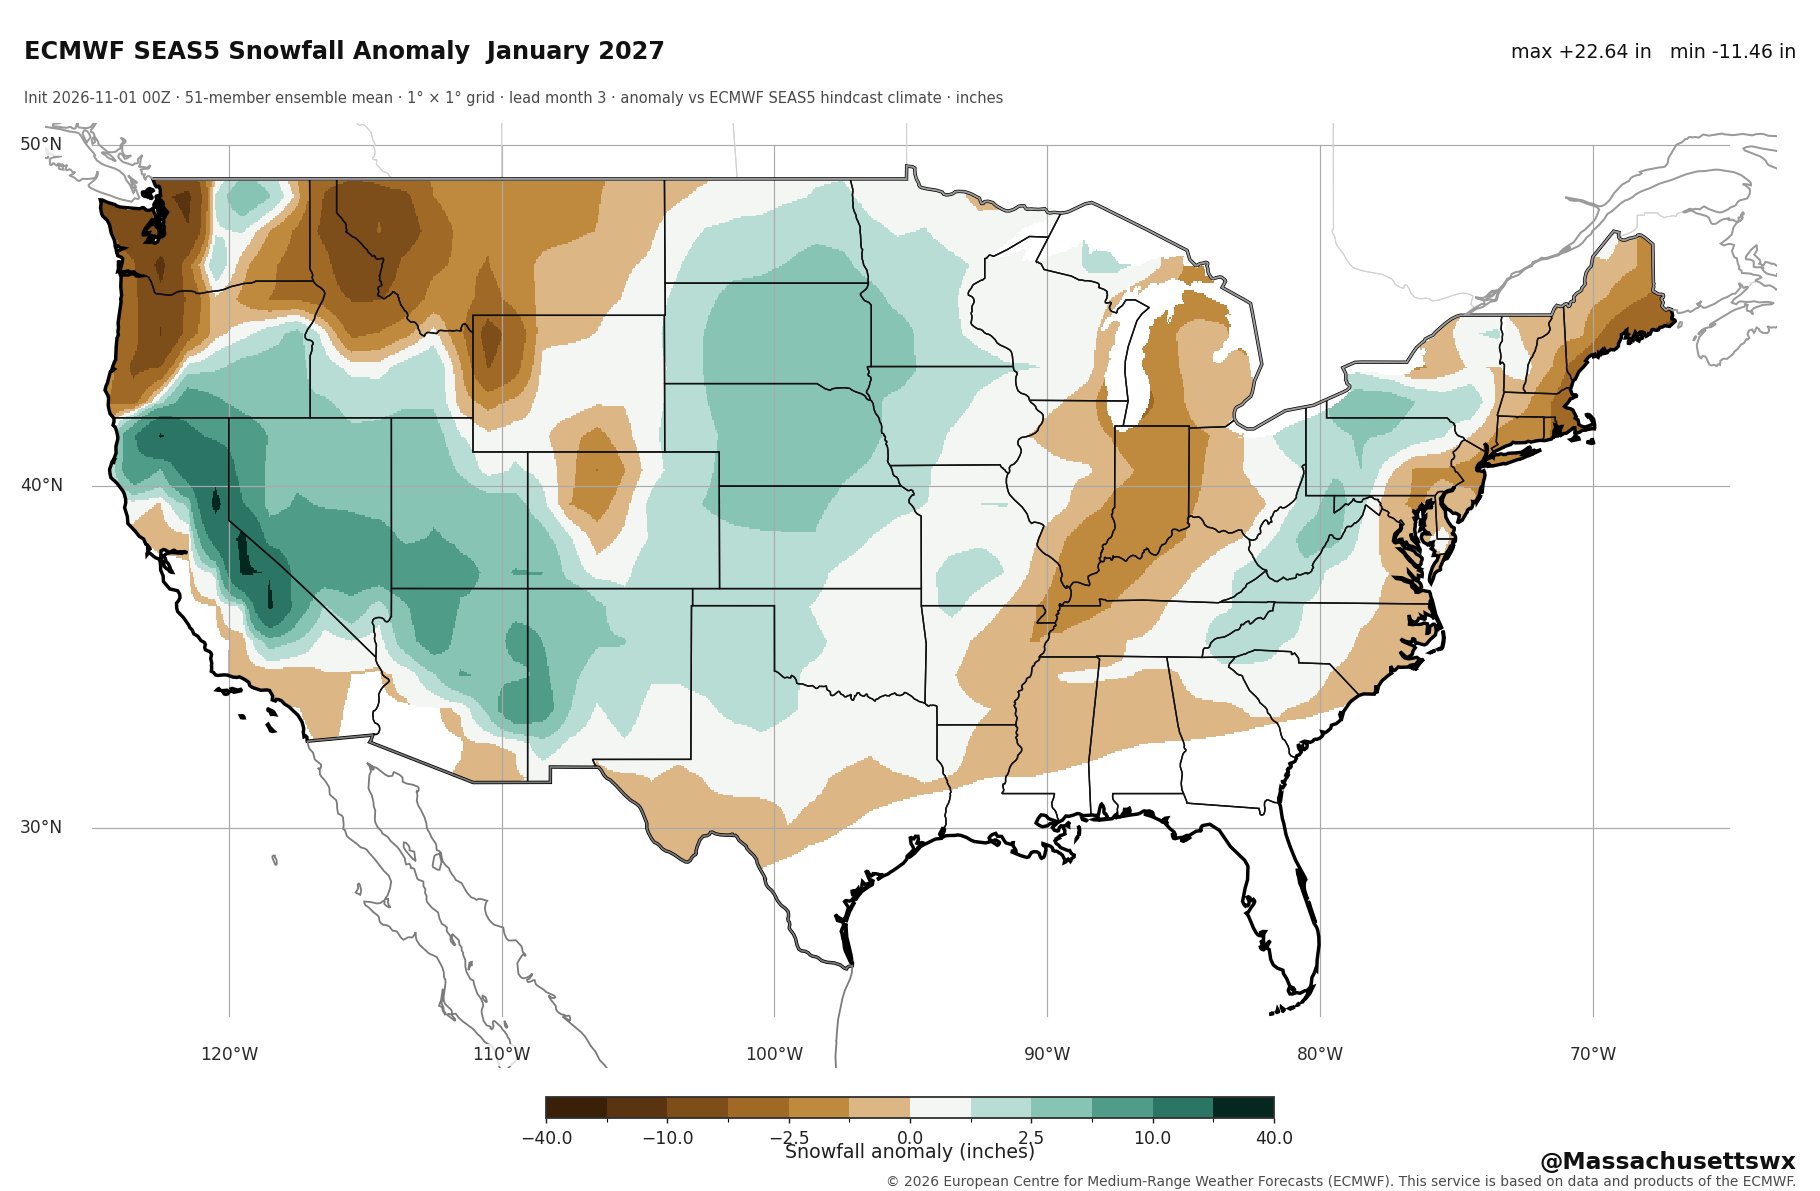 ECMWF SEAS5 Snowfall Anomaly  January 2027
max +22.64 in   min -11.46 in
Init 2026-11-01 00Z · 51-member ensemble mean · 1° × 1° grid · lead month 3 · anomaly vs ECMWF SEAS5 hindcast climate · inches
50°N
40°N
30°N
120°W 110°W 100°W 90°W 80°W 70°W
−40.0 −10.0 −2.5 0.0 2.5 10.0 40.0
Snowfall anomaly (inches)
@Massachusettswx
© 2026 European Centre for Medium-Range Weather Forecasts (ECMWF). This service is based on data and products of the ECMWF.